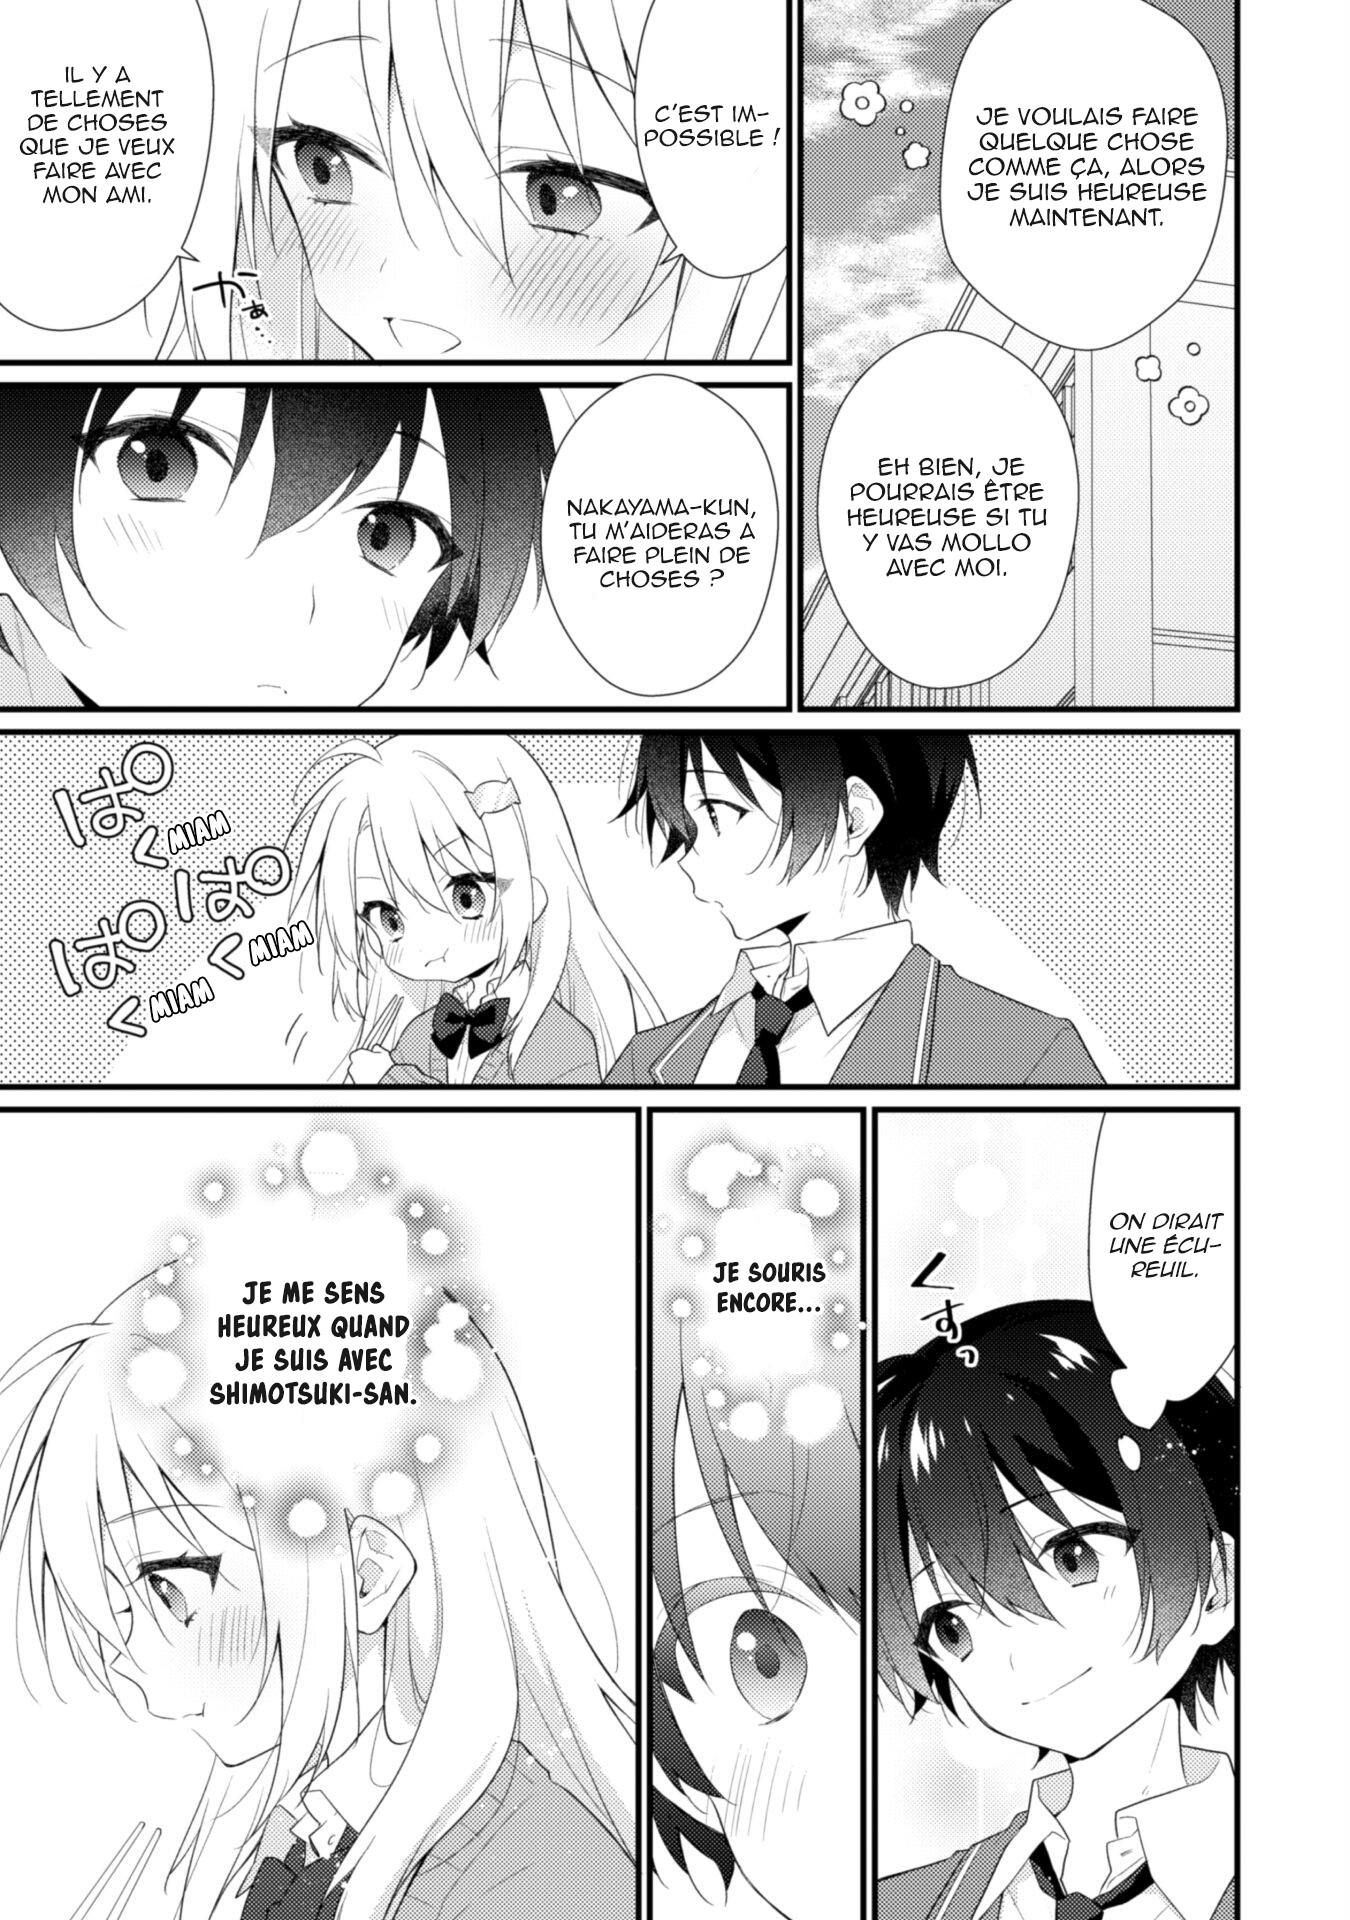 JE VOULAIS FAIRE
QUELQUE CHOSE
COMME ÇA, ALORS
JE SUIS HEUREUSE
MAINTENANT.
EH BIEN, JE
POURRAIS ÊTRE
HEUREUSE SI TU
Y VAS MOLLO
AVEC MOI.
C'EST IM-
POSSIBLE !
IL Y A
TELLEMENT
DE CHOSES
QUE JE VEUX
FAIRE AVEC
MON AMI.
かぁぁ…
NAKAYAMA-KUN,
TU M'AIDERAS A
FAIRE PLEIN DE
CHOSES ?
ぱく
MIAM
ぱく
MIAM
ぱく
MIAM
ON DIRAIT
UNE ÉCU-
REUIL.
くすっ
JE SOURIS
ENCORE...
JE ME SENS
HEUREUX QUAND
JE SUIS AVEC
SHIMOTSUKI-SAN.